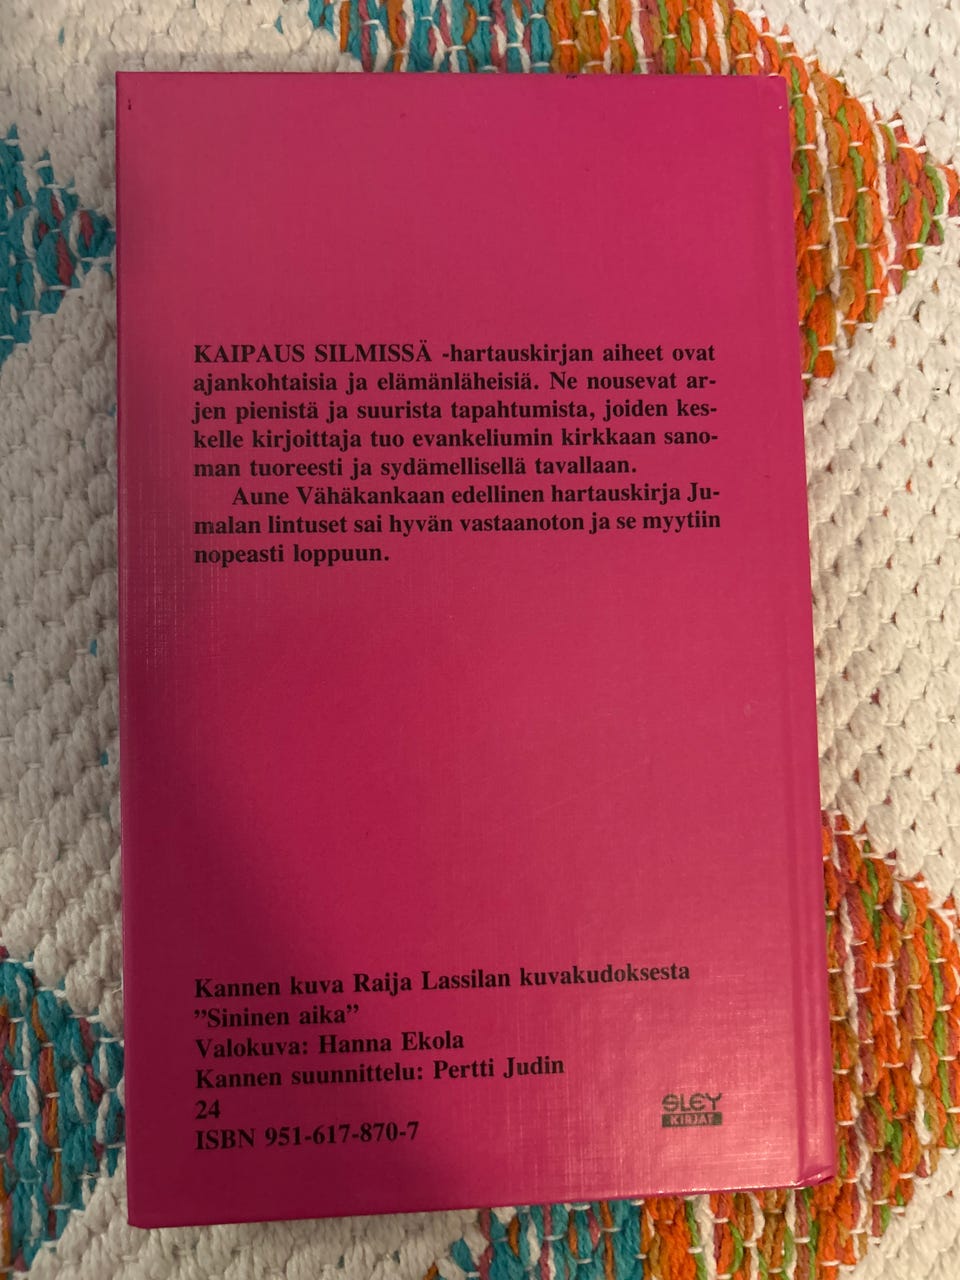 KAIPAUS SILMISSÄ -hartauskirjan aiheet ovat
ajankohtaisia ja elämänläheisiä. Ne nousevat ar-
jen pienistä ja suurista tapahtumista, joiden kes-
kelle kirjoittaja tuo evankeliumin kirkkaan sano-
man tuoreesti ja sydämellisellä tavallaan.
Aune Vähäkankaan edellinen hartauskirja Ju-
malan lintuset sai hyvän vastaanoton ja se myytiin
nopeasti loppuun.
Kannen kuva Raija Lassilan kuvakudoksesta
”Sininen aika”
Valokuva: Hanna Ekola
Kannen suunnittelu: Pertti Judin
24
ISBN 951-617-870-7
SLEY
KIRJAT